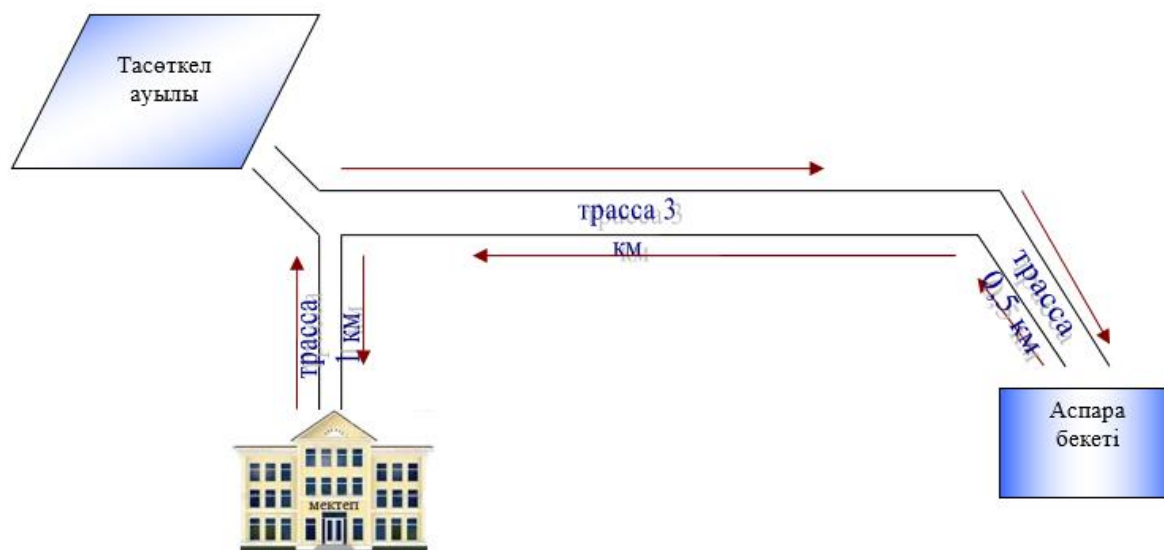 Тасөткел
ауылы
трасса 3
км
трасса
1 км
трасса
0,5 км
Аспара
бекеті
мектеп